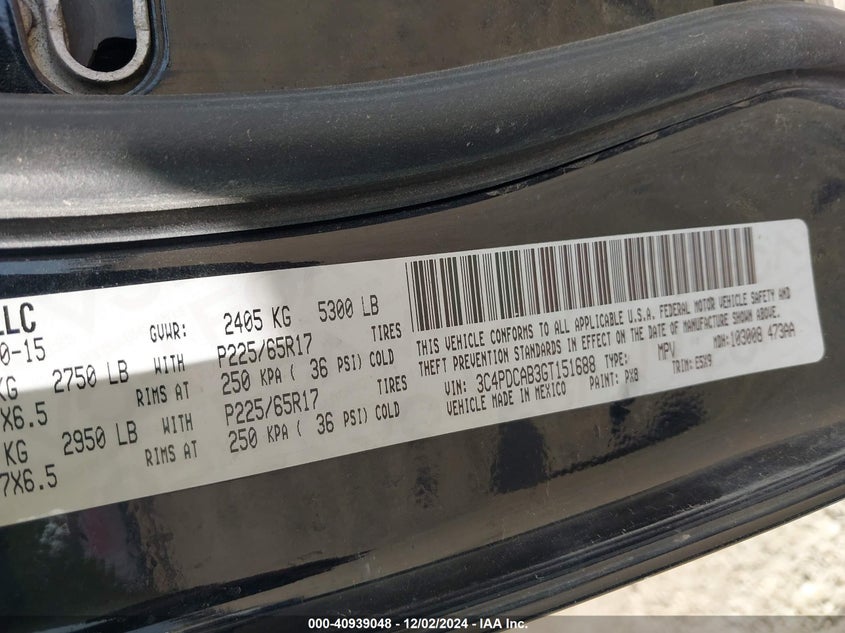 LLC
0-15
GVWR: 2405 KG 5300 LB
KG 2750 LB WITH P225/65R17 TIRES
X6.5 RIMS AT 250 KPA ( 36 PSI) COLD
KG 2950 LB WITH P225/65R17 TIRES
7X6.5 RIMS AT 250 KPA ( 36 PSI) COLD
THIS VEHICLE CONFORMS TO ALL APPLICABLE U.S.A. FEDERAL MOTOR VEHICLE SAFETY AND
THEFT PREVENTION STANDARDS IN EFFECT ON THE DATE OF MANUFACTURE SHOWN ABOVE.
VIN: 3C4PDCAB3GT151688 TYPE: MPV MDH: 103008 473AA
VEHICLE MADE IN MEXICO PAINT: PX8 TRIM: E5X9
000-40939048 - 12/02/2024 - IAA Inc.